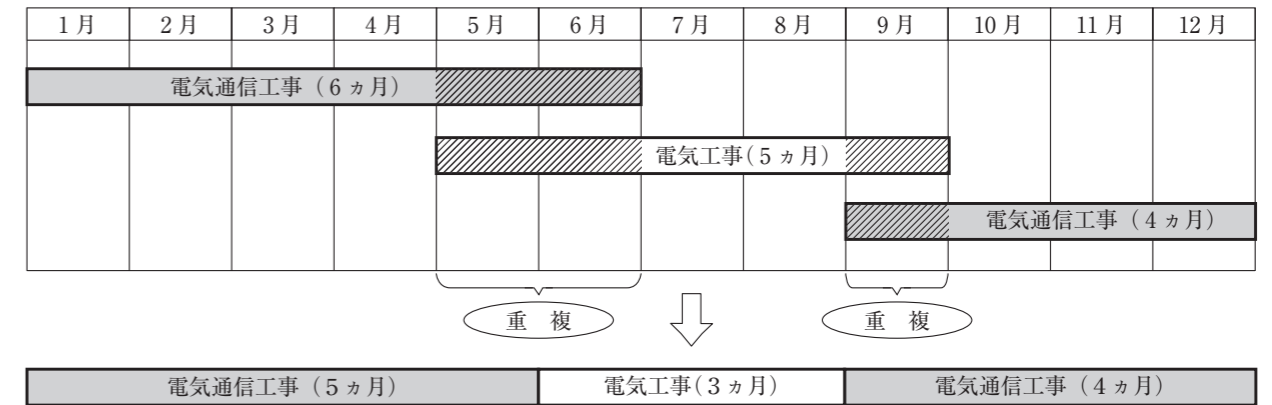 1月 2月 3月 4月 5月 6月 7月 8月 9月 10月 11月 12月
電気通信工事（6ヵ月）
電気工事(5ヵ月)
電気通信工事（4ヵ月）
重複 重複
電気通信工事（5ヵ月） 電気工事(3ヵ月) 電気通信工事（4ヵ月）